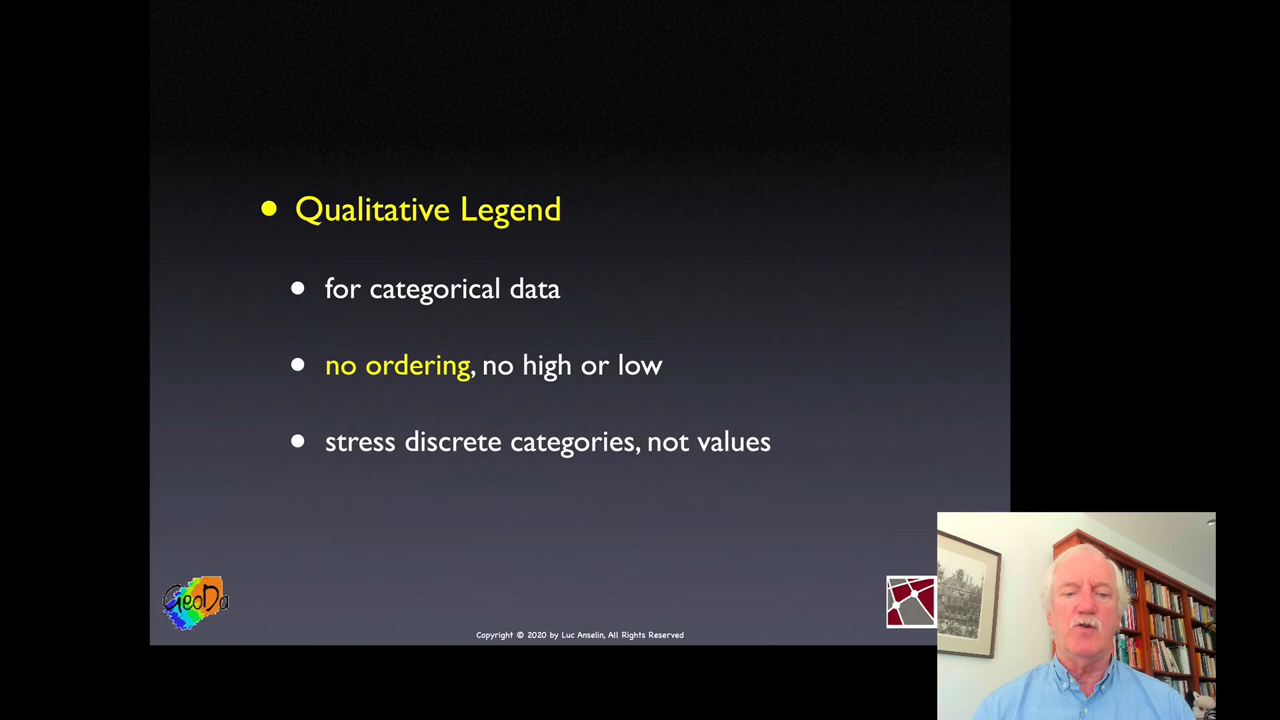 Qualitative Legend
for categorical data
no ordering, no high or low
stress discrete categories, not values
GeoDa
Copyright © 2020 by Luc Anselin, All Rights Reserved